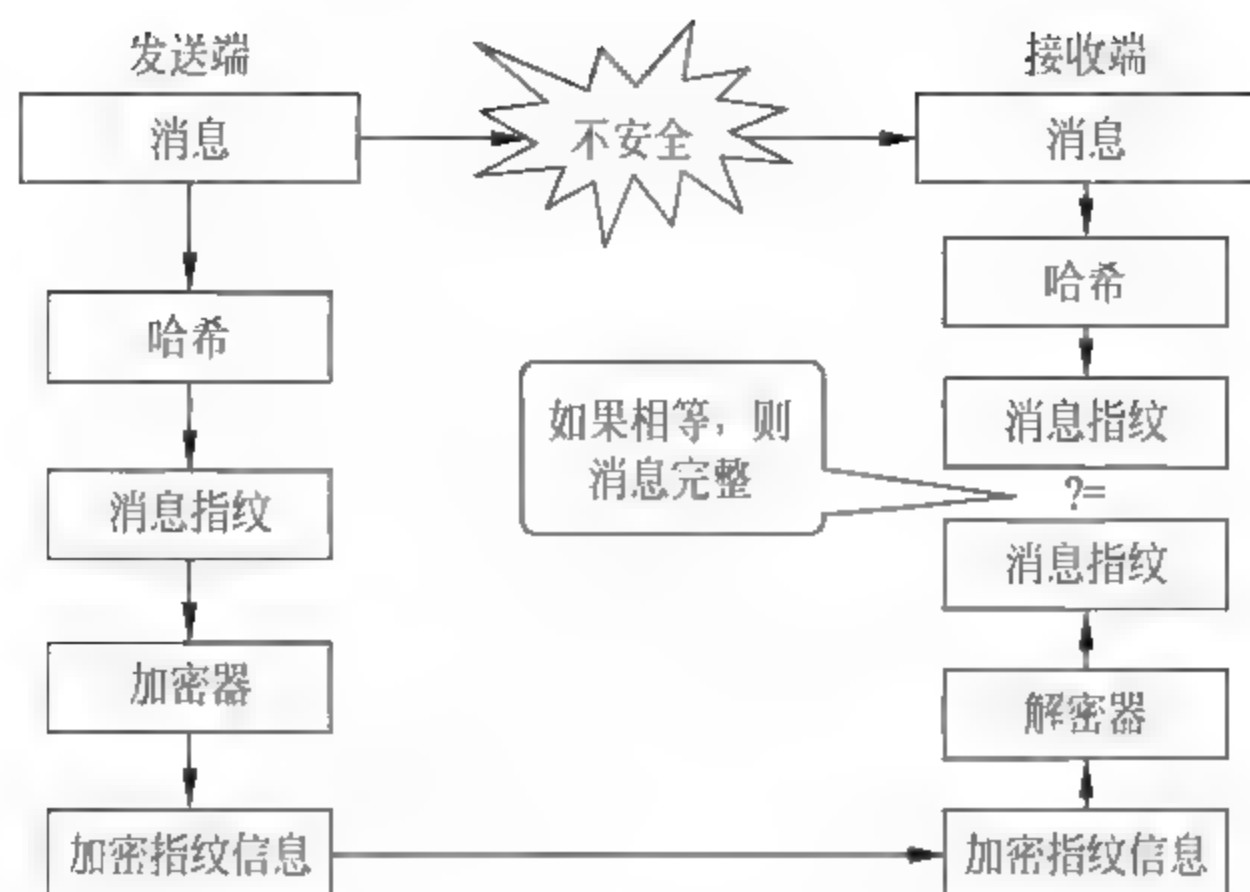 发送端
消息
哈希
消息指纹
加密器
加密指纹信息
不安全
如果相等，则
消息完整
接收端
消息
哈希
消息指纹
?=
消息指纹
解密器
加密指纹信息